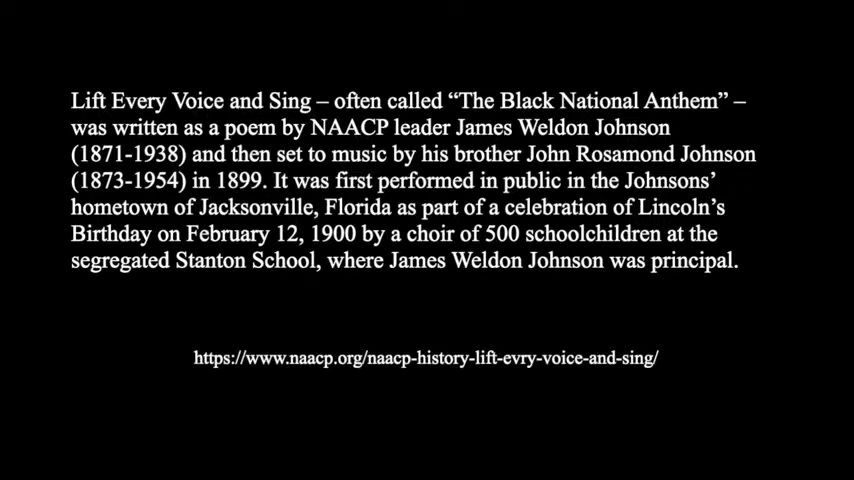 Lift Every Voice and Sing – often called “The Black National Anthem” –
was written as a poem by NAACP leader James Weldon Johnson
(1871-1938) and then set to music by his brother John Rosamond Johnson
(1873-1954) in 1899. It was first performed in public in the Johnsons’
hometown of Jacksonville, Florida as part of a celebration of Lincoln’s
Birthday on February 12, 1900 by a choir of 500 schoolchildren at the
segregated Stanton School, where James Weldon Johnson was principal.
https://www.naacp.org/naacp-history-lift-evry-voice-and-sing/